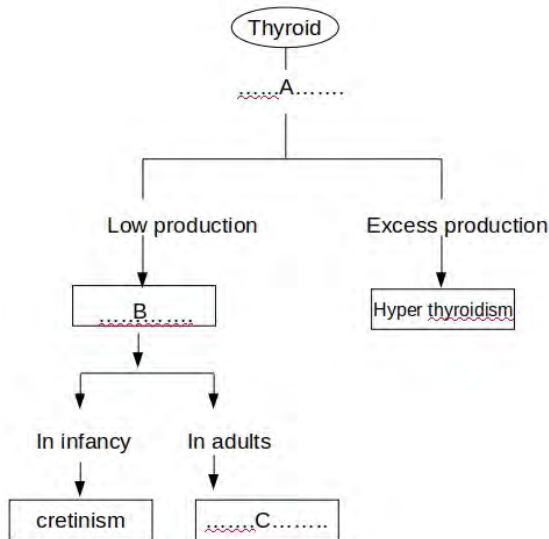 Thyroid
……A…….
Low production
Excess production
…..B…….
Hyper thyroidism
In infancy
In adults
cretinism
…….C……..